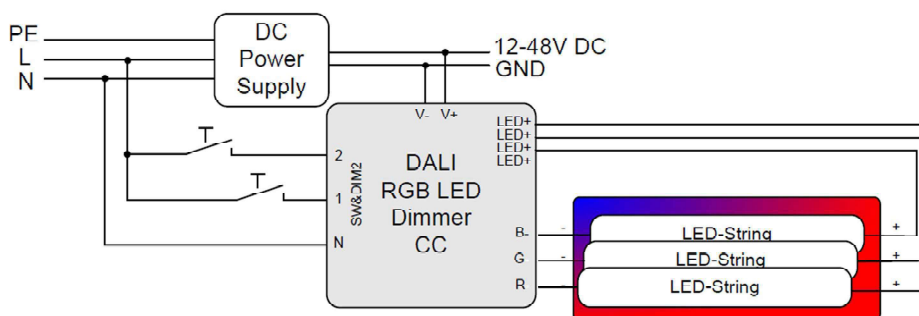 PE
L
N
DC
Power
Supply
12-48V DC
GND
V-
V+
LED+
LED+
LED+
LED+
T
T
2
1
N
SW&DIM2
DALI
RGB LED
Dimmer
CC
B-
G
R
-
-
-
LED-String
LED-String
LED-String
+
+
+